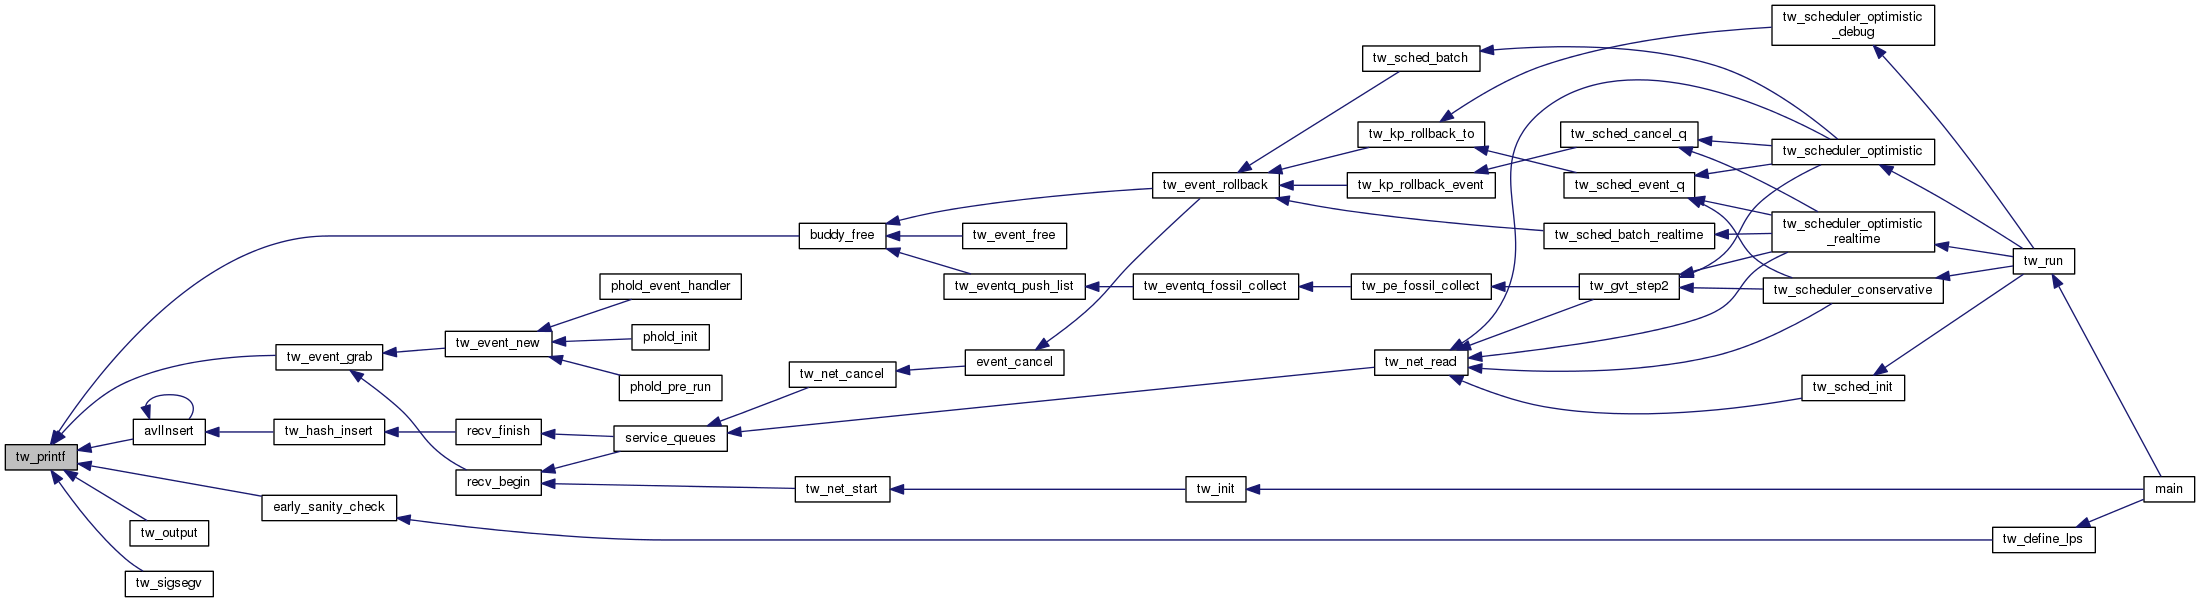 tw_scheduler_optimistic
_debug
tw_sched_batch
tw_kp_rollback_to
tw_sched_cancel_q
tw_scheduler_optimistic
tw_event_rollback
tw_kp_rollback_event
tw_sched_event_q
buddy_free
tw_event_free
tw_sched_batch_realtime
tw_scheduler_optimistic
_realtime
tw_run
phold_event_handler
tw_eventq_push_list
tw_eventq_fossil_collect
tw_pe_fossil_collect
tw_gvt_step2
tw_scheduler_conservative
tw_event_grab
tw_event_new
phold_init
tw_net_cancel
event_cancel
tw_net_read
phold_pre_run
tw_sched_init
avlInsert
tw_hash_insert
recv_finish
service_queues
tw_printf
recv_begin
tw_net_start
tw_init
main
early_sanity_check
tw_output
tw_define_lps
tw_sigsegv